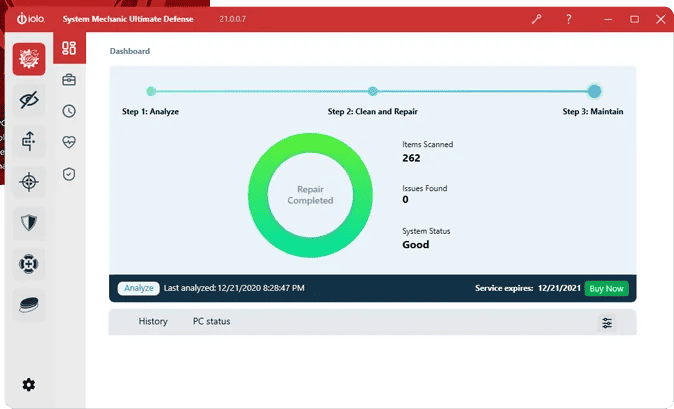 iolo System Mechanic Ultimate Defense 21.0.0.7 ?
Dashboard
Step 1: Analyze Step 2: Clean and Repair Step 3: Maintain
Items Scanned
262
Repair
Completed
Issues Found
0
System Status
Good
Analyze Last analyzed: 12/21/2020 8:28:47 PM Service expires: 12/21/2021 Buy Now
History PC status